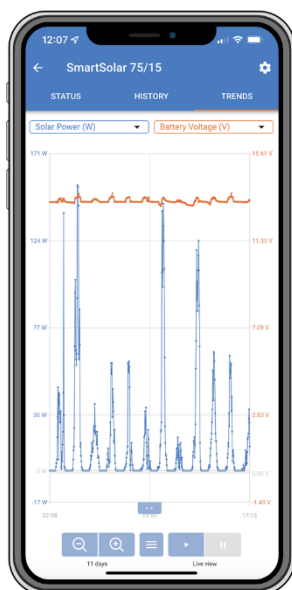 12:07
SmartSolar 75/15
STATUS HISTORY TRENDS
Solar Power (W) Battery Voltage (V)
171 W 15.61 V
124 W 11.35 V
77 W 7.09 V
30 W 2.83 V
0 W 0.00 V
-17 W -1.43 V
22:28 17:13
11 days Live view